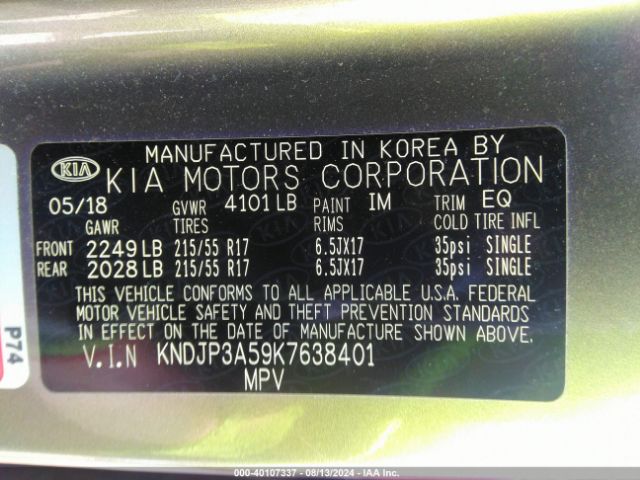 MANUFACTURED IN KOREA BY
KIA KIA MOTORS CORPORATION
05/18 GVWR 4101 LB PAINT IM TRIM EQ
GAWR TIRES RIMS COLD TIRE INFL
FRONT 2249 LB 215/55 R17 6.5JX17 35psi SINGLE
REAR 2028 LB 215/55 R17 6.5JX17 35psi SINGLE
THIS VEHICLE CONFORMS TO ALL APPLICABLE U.S.A. FEDERAL
MOTOR VEHICLE SAFETY AND THEFT PREVENTION STANDARDS
IN EFFECT ON THE DATE OF MANUFACTURE SHOWN ABOVE.
V.I.N KNDJP3A59K7638401
MPV
P74
© - 40107337 - 08/13/2024 - IAA Inc.